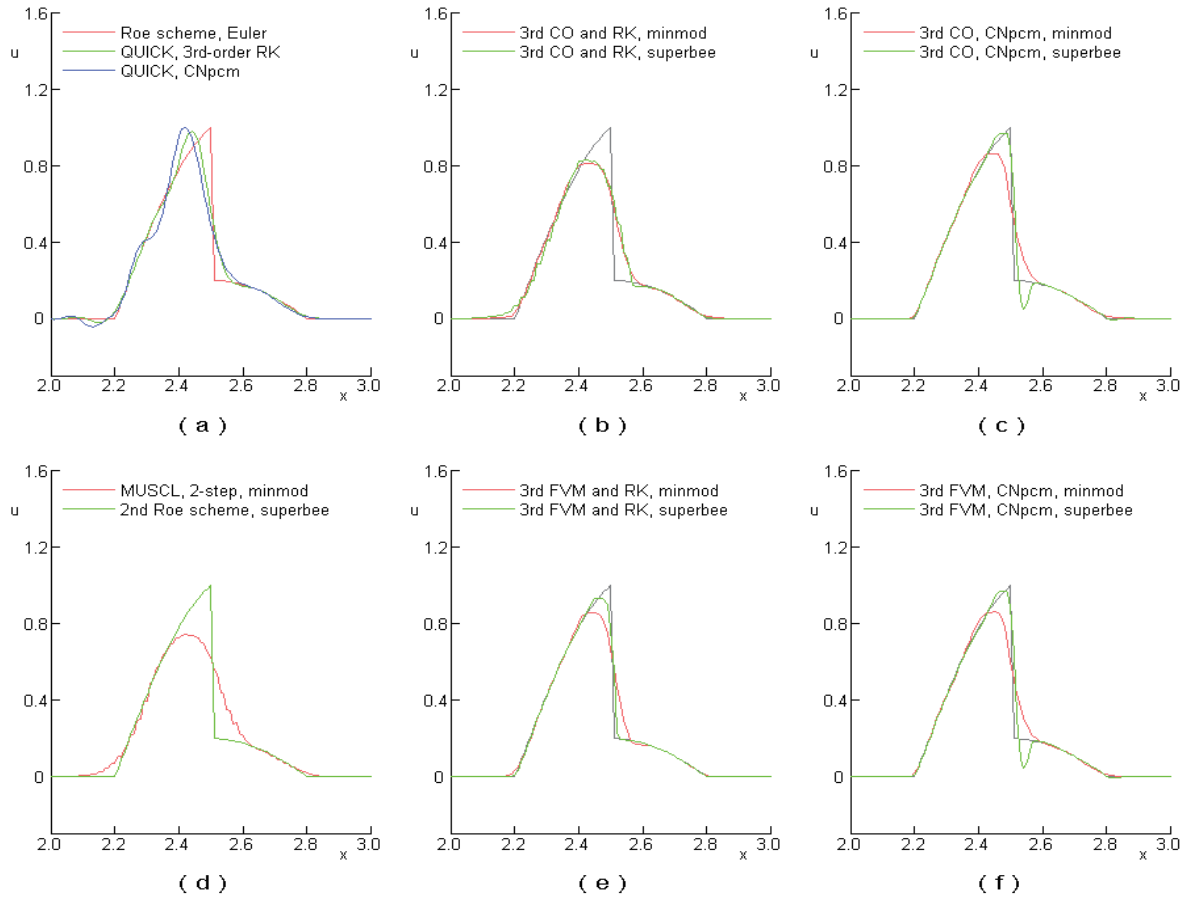 1.6
u
1.2
0.8
0.4
0
Roe scheme, Euler
QUICK, 3rd-order RK
QUICK, CNpcm
2.0 2.2 2.4 2.6 2.8 3.0
x
( a )
1.6
u
1.2
0.8
0.4
0
3rd CO and RK, minmod
3rd CO and RK, superbee
2.0 2.2 2.4 2.6 2.8 3.0
x
( b )
1.6
u
1.2
0.8
0.4
0
3rd CO, CNpcm, minmod
3rd CO, CNpcm, superbee
2.0 2.2 2.4 2.6 2.8 3.0
x
( c )
1.6
u
1.2
0.8
0.4
0
MUSCL, 2-step, minmod
2nd Roe scheme, superbee
2.0 2.2 2.4 2.6 2.8 3.0
x
( d )
1.6
u
1.2
0.8
0.4
0
3rd FVM and RK, minmod
3rd FVM and RK, superbee
2.0 2.2 2.4 2.6 2.8 3.0
x
( e )
1.6
u
1.2
0.8
0.4
0
3rd FVM, CNpcm, minmod
3rd FVM, CNpcm, superbee
2.0 2.2 2.4 2.6 2.8 3.0
x
( f )